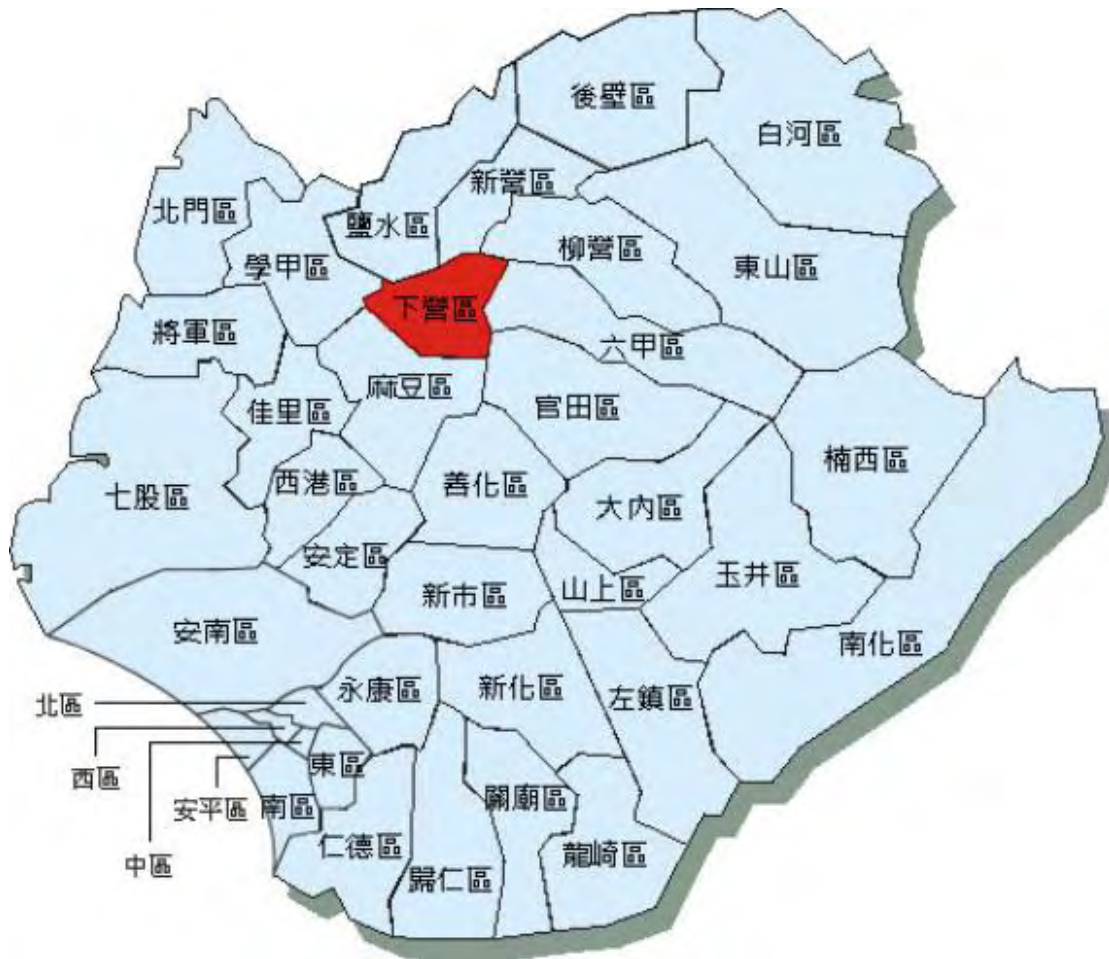 後壁區
白河區
新營區
北門區
鹽水區
柳營區
學甲區
東山區
下營區
將軍區
六甲區
麻豆區
佳里區
官田區
楠西區
七股區
西港區
善化區
大內區
安定區
玉井區
山上區
新市區
安南區
南化區
永康區
新化區
左鎮區
北區
西區
東區
安平區
南區
關廟區
中區
仁德區
龍崎區
歸仁區